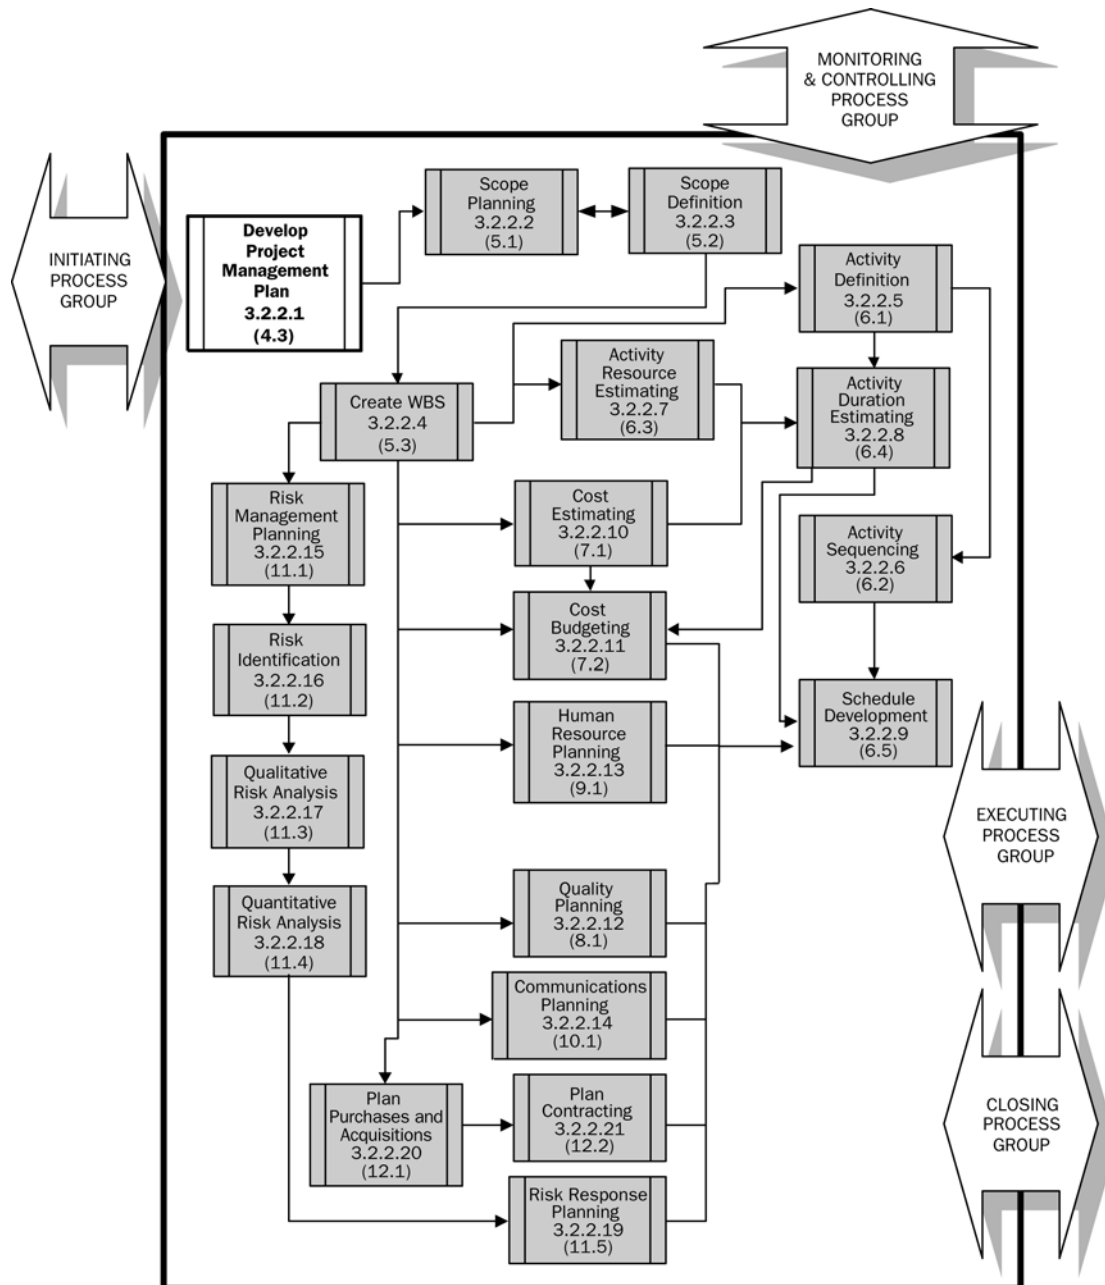 MONITORING
& CONTROLLING
PROCESS
GROUP
INITIATING
PROCESS
GROUP
Develop
Project
Management
Plan
3.2.2.1
(4.3)
Scope
Planning
3.2.2.2
(5.1)
Scope
Definition
3.2.2.3
(5.2)
Activity
Definition
3.2.2.5
(6.1)
Activity
Resource
Estimating
3.2.2.7
(6.3)
Activity
Duration
Estimating
3.2.2.8
(6.4)
Create WBS
3.2.2.4
(5.3)
Risk
Management
Planning
3.2.2.15
(11.1)
Cost
Estimating
3.2.2.10
(7.1)
Activity
Sequencing
3.2.2.6
(6.2)
Cost
Budgeting
3.2.2.11
(7.2)
Risk
Identification
3.2.2.16
(11.2)
Schedule
Development
3.2.2.9
(6.5)
Human
Resource
Planning
3.2.2.13
(9.1)
Qualitative
Risk Analysis
3.2.2.17
(11.3)
EXECUTING
PROCESS
GROUP
Quantitative
Risk Analysis
3.2.2.18
(11.4)
Quality
Planning
3.2.2.12
(8.1)
Communications
Planning
3.2.2.14
(10.1)
Plan
Purchases and
Acquisitions
3.2.2.20
(12.1)
Plan
Contracting
3.2.2.21
(12.2)
CLOSING
PROCESS
GROUP
Risk Response
Planning
3.2.2.19
(11.5)